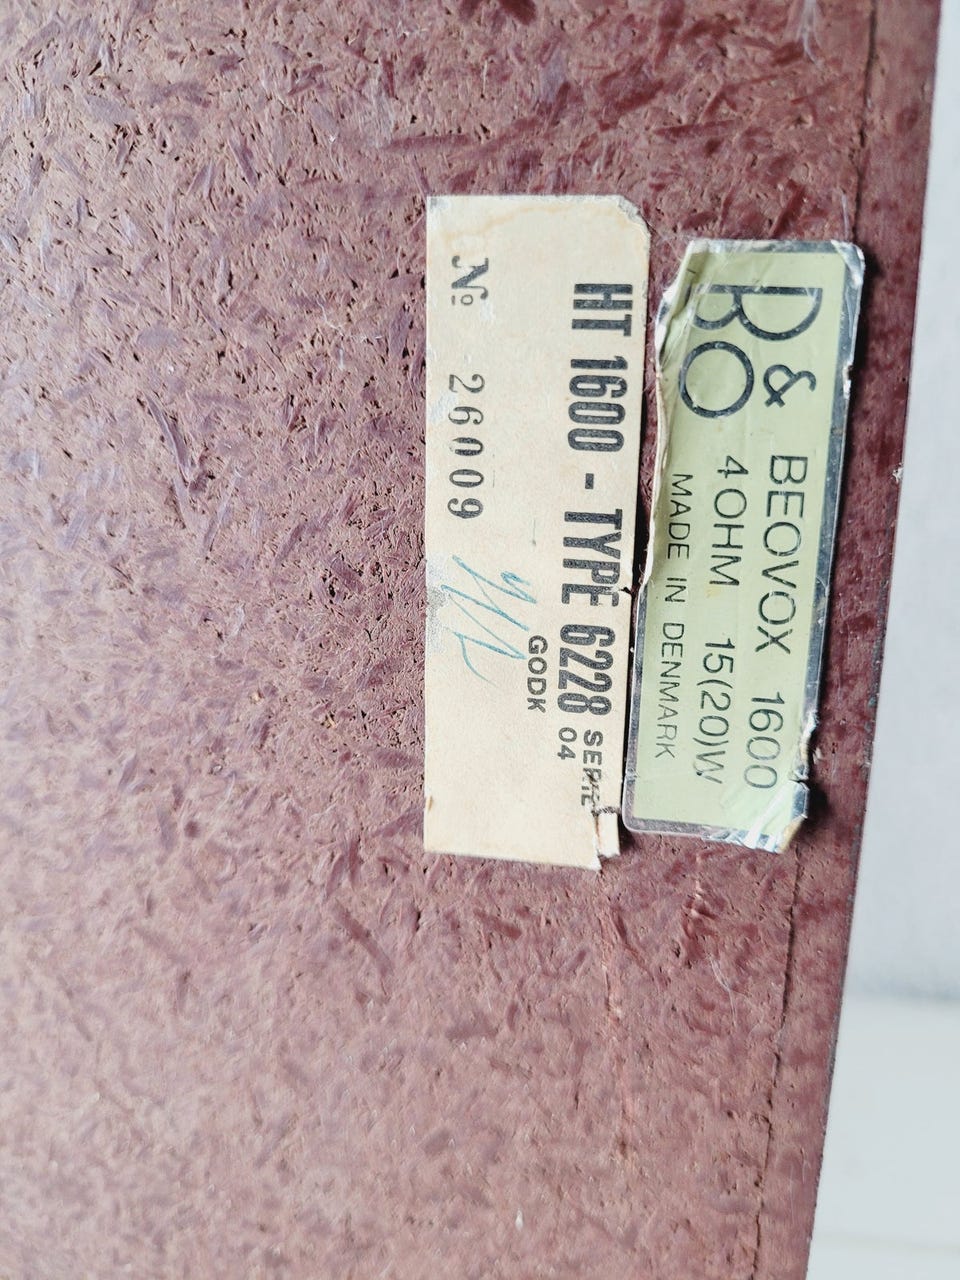 B&O
BEOVOX 1600
4 OHM 15(20)W
MADE IN DENMARK
HT 1600 - TYPE 6228 SERIE 04
GODK
№ 26009